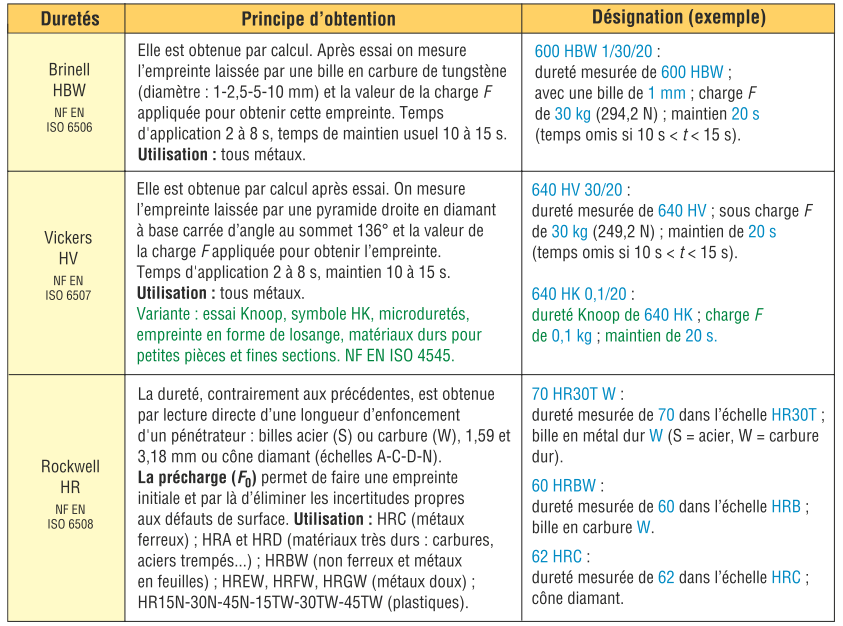 Duretés
Principe d'obtention
Désignation (exemple)
Brinell
HBW
NF EN
ISO 6506
Elle est obtenue par calcul. Après essai on mesure
l'empreinte laissée par une bille en carbure de tungstène
(diamètre : 1-2,5-5-10 mm) et la valeur de la charge F
appliquée pour obtenir cette empreinte. Temps
d'application 2 à 8 s, temps de maintien usuel 10 à 15 s.
Utilisation : tous métaux.
600 HBW 1/30/20 :
dureté mesurée de 600 HBW ;
avec une bille de 1 mm ; charge F
de 30 kg (294,2 N) ; maintien 20 s
(temps omis si 10 s < t < 15 s).
Vickers
HV
NF EN
ISO 6507
Elle est obtenue par calcul après essai. On mesure
l'empreinte laissée par une pyramide droite en diamant
à base carrée d'angle au sommet 136° et la valeur de
la charge F appliquée pour obtenir l'empreinte.
Temps d'application 2 à 8 s, maintien 10 à 15 s.
Utilisation : tous métaux.
Variante : essai Knoop, symbole HK, microduretés,
empreinte en forme de losange, matériaux durs pour
petites pièces et fines sections. NF EN ISO 4545.
640 HV 30/20 :
dureté mesurée de 640 HV ; sous charge F
de 30 kg (249,2 N) ; maintien de 20 s
(temps omis si 10 s < t < 15 s).
640 HK 0,1/20 :
dureté Knoop de 640 HK ; charge F
de 0,1 kg ; maintien de 20 s.
Rockwell
HR
NF EN
ISO 6508
La dureté, contrairement aux précédentes, est obtenue
par lecture directe d'une longueur d'enfoncement
d'un pénétrateur : billes acier (S) ou carbure (W), 1,59 et
3,18 mm ou cône diamant (échelles A-C-D-N).
La précharge (F0) permet de faire une empreinte
initiale et par là d'éliminer les incertitudes propres
aux défauts de surface. Utilisation : HRC (métaux
ferreux) ; HRA et HRD (matériaux très durs : carbures,
aciers trempés...) ; HRBW (non ferreux et métaux
en feuilles) ; HREW, HRFW, HRGW (métaux doux) ;
HR15N-30N-45N-15TW-30TW-45TW (plastiques).
70 HR30T W :
dureté mesurée de 70 dans l'échelle HR30T ;
bille en métal dur W (S = acier, W = carbure
dur).
60 HRBW :
dureté mesurée de 60 dans l'échelle HRB ;
bille en carbure W.
62 HRC :
dureté mesurée de 62 dans l'échelle HRC ;
cône diamant.